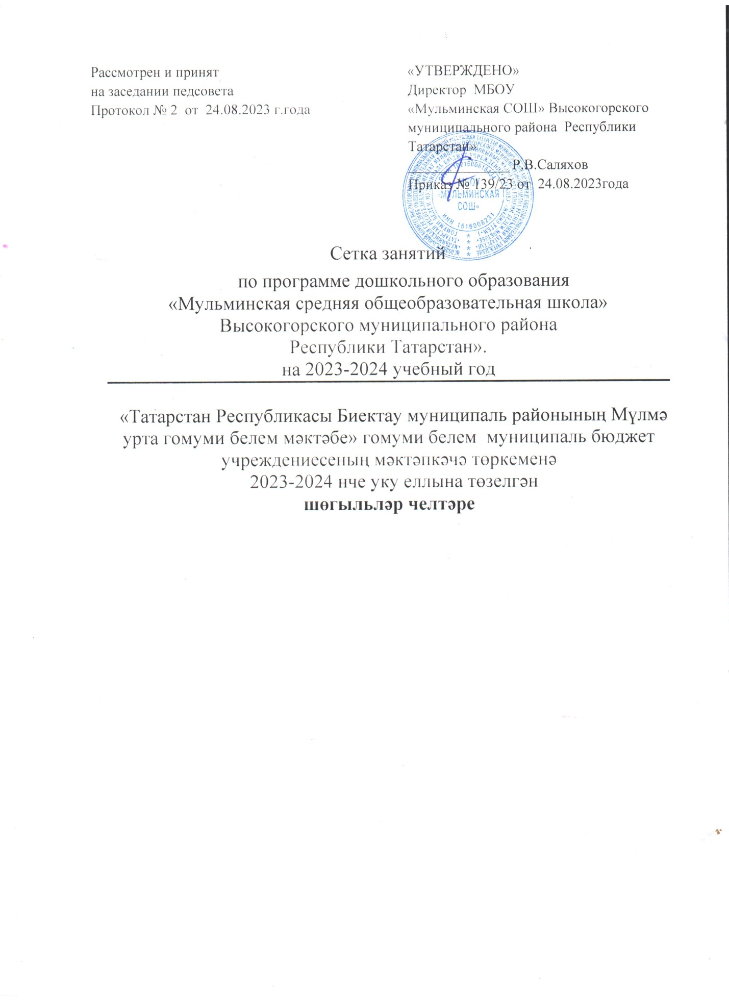 Рассмотрен и принят
на заседании педсовета
Протокол № 2 от 24.08.2023 г.года
«УТВЕРЖДЕНО»
Директор МБОУ
«Мульминская СОШ» Высокогорского
муниципального района Республики
Татарстан»
Р.В.Саляхов
Приказ № 139/23 от 24.08.2023года
МБОУ
«МУЛЬМИНСКАЯ
СОШ»
ИНН 1616008231
Сетка занятий
по программе дошкольного образования
«Мульминская средняя общеобразовательная школа»
Высокогорского муниципального района
Республики Татарстан».
на 2023-2024 учебный год
«Татарстан Республикасы Биектау муниципаль районының Мүлмә
урта гомуми белем мәктәбе» гомуми белем муниципаль бюджет
учреждениесеның мәктәпкәчә төркеменә
2023-2024 нче уку еллына төзелгән
шөгыльләр челтәре